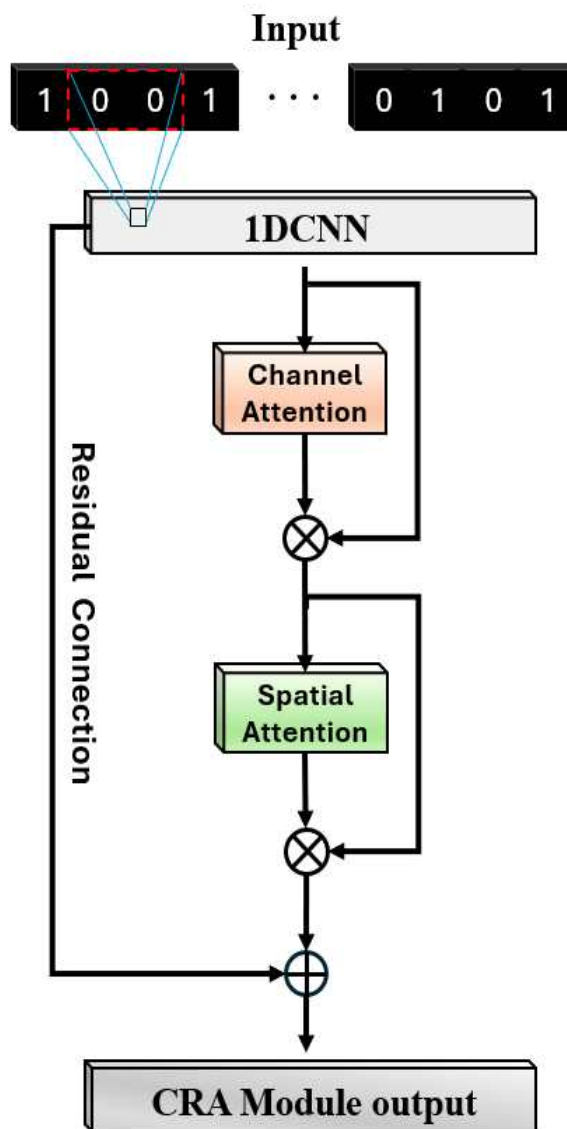 Input
1 0 0 1 ... 0 1 0 1
1DCNN
Channel
Attention
Residual Connection
Spatial
Attention
CRA Module output